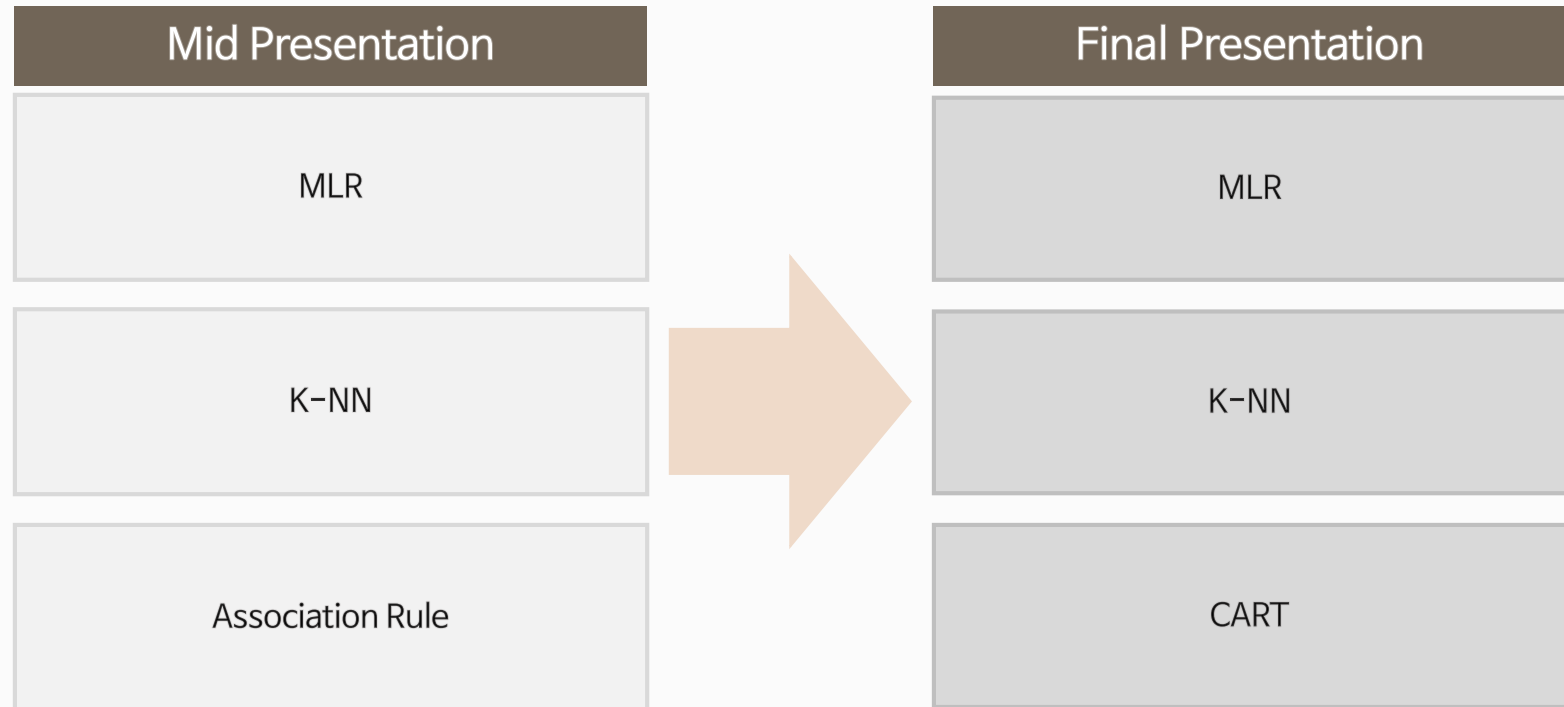 Mid Presentation
MLR
K-NN
Association Rule
Final Presentation
MLR
K-NN
CART